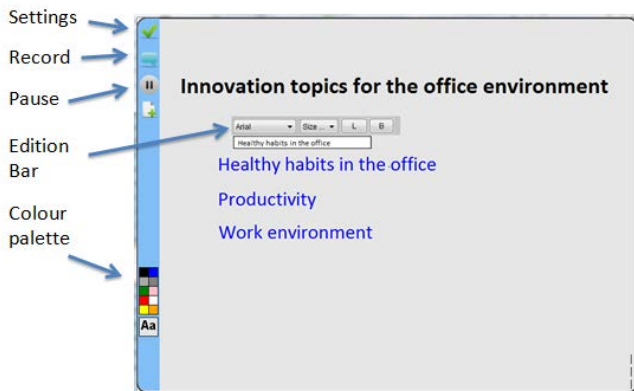 Settings
Record
Pause
Innovation topics for the office environment
Edition
Bar
Arial Size ... L B
Healthy habits in the office
Healthy habits in the office
Productivity
Work environment
Colour
palette
Aa